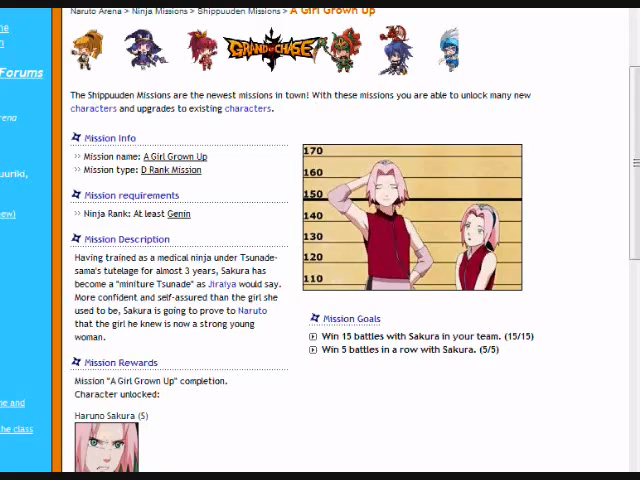 Naruto Arena > Ninja Missions > Shippuuden Missions > A Girl Grown Up
GRAND CHASE
ne
n
Forums
rena
uuriki,
ew)
me and
the class
The Shippuuden Missions are the newest missions in town! With these missions you are able to unlock many new
characters and upgrades to existing characters.
Mission Info
Mission name: A Girl Grown Up
Mission type: D Rank Mission
Mission requirements
Ninja Rank: At least Genin
Mission Description
Having trained as a medical ninja under Tsunade-
sama's tutelage for almost 3 years, Sakura has
become a "miniture Tsunade" as Jiraiya would say.
More confident and self-assured than the girl she
used to be, Sakura is going to prove to Naruto
that the girl he knew is now a strong young
woman.
Mission Rewards
Mission "A Girl Grown Up" completion.
Character unlocked:
Haruno Sakura (S)
170
160
150
140
130
120
110
Mission Goals
Win 15 battles with Sakura in your team. (15/15)
Win 5 battles in a row with Sakura. (5/5)